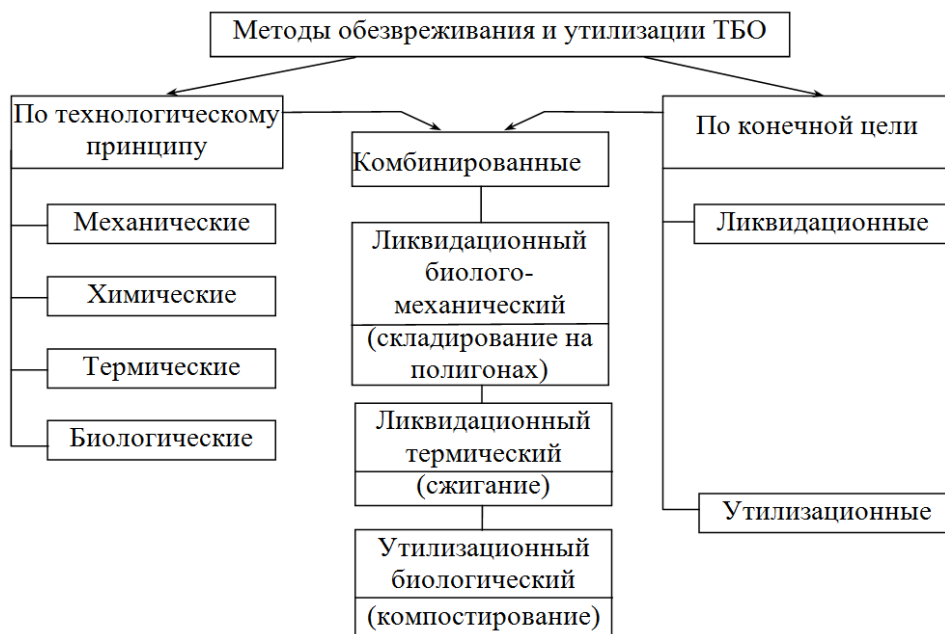 Методы обезвреживания и утилизации ТБО
По технологическому
принципу
Механические
Химические
Термические
Биологические
Комбинированные
Ликвидационный
биолого-
механический
(складирование на
полигонах)
Ликвидационный
термический
(сжигание)
Утилизационный
биологический
(компостирование)
По конечной цели
Ликвидационные
Утилизационные